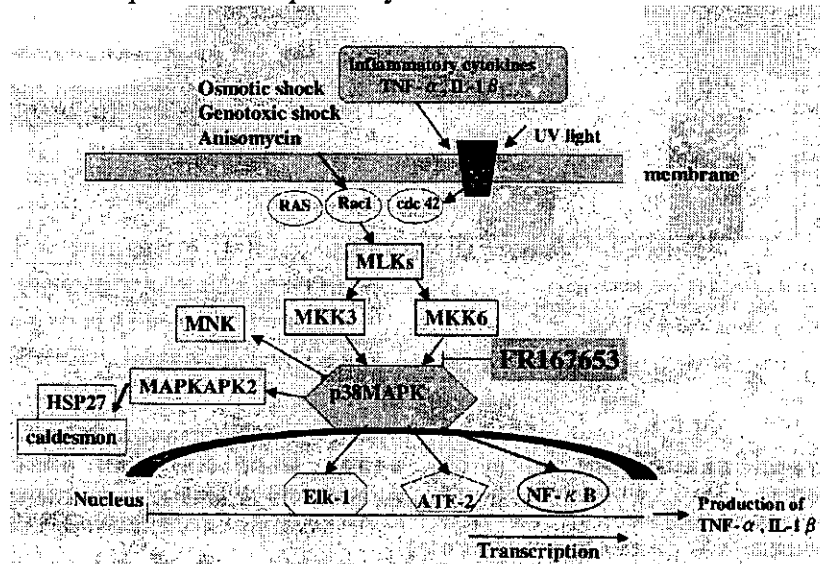 Inflammatory cytokines
TNF-α, IL-1β
Osmotic shock
Genotoxic shock
Anisomycin
UV light
membrane
RAS
Rac1
cdc 42
MLKs
MKK3
MKK6
MNK
FR167653
p38MAPK
MAPKAPK2
HSP27
caldesmon
Nucleus
Elk-1
ATF-2
NF-κB
Production of
TNF-α, IL-1β
Transcription